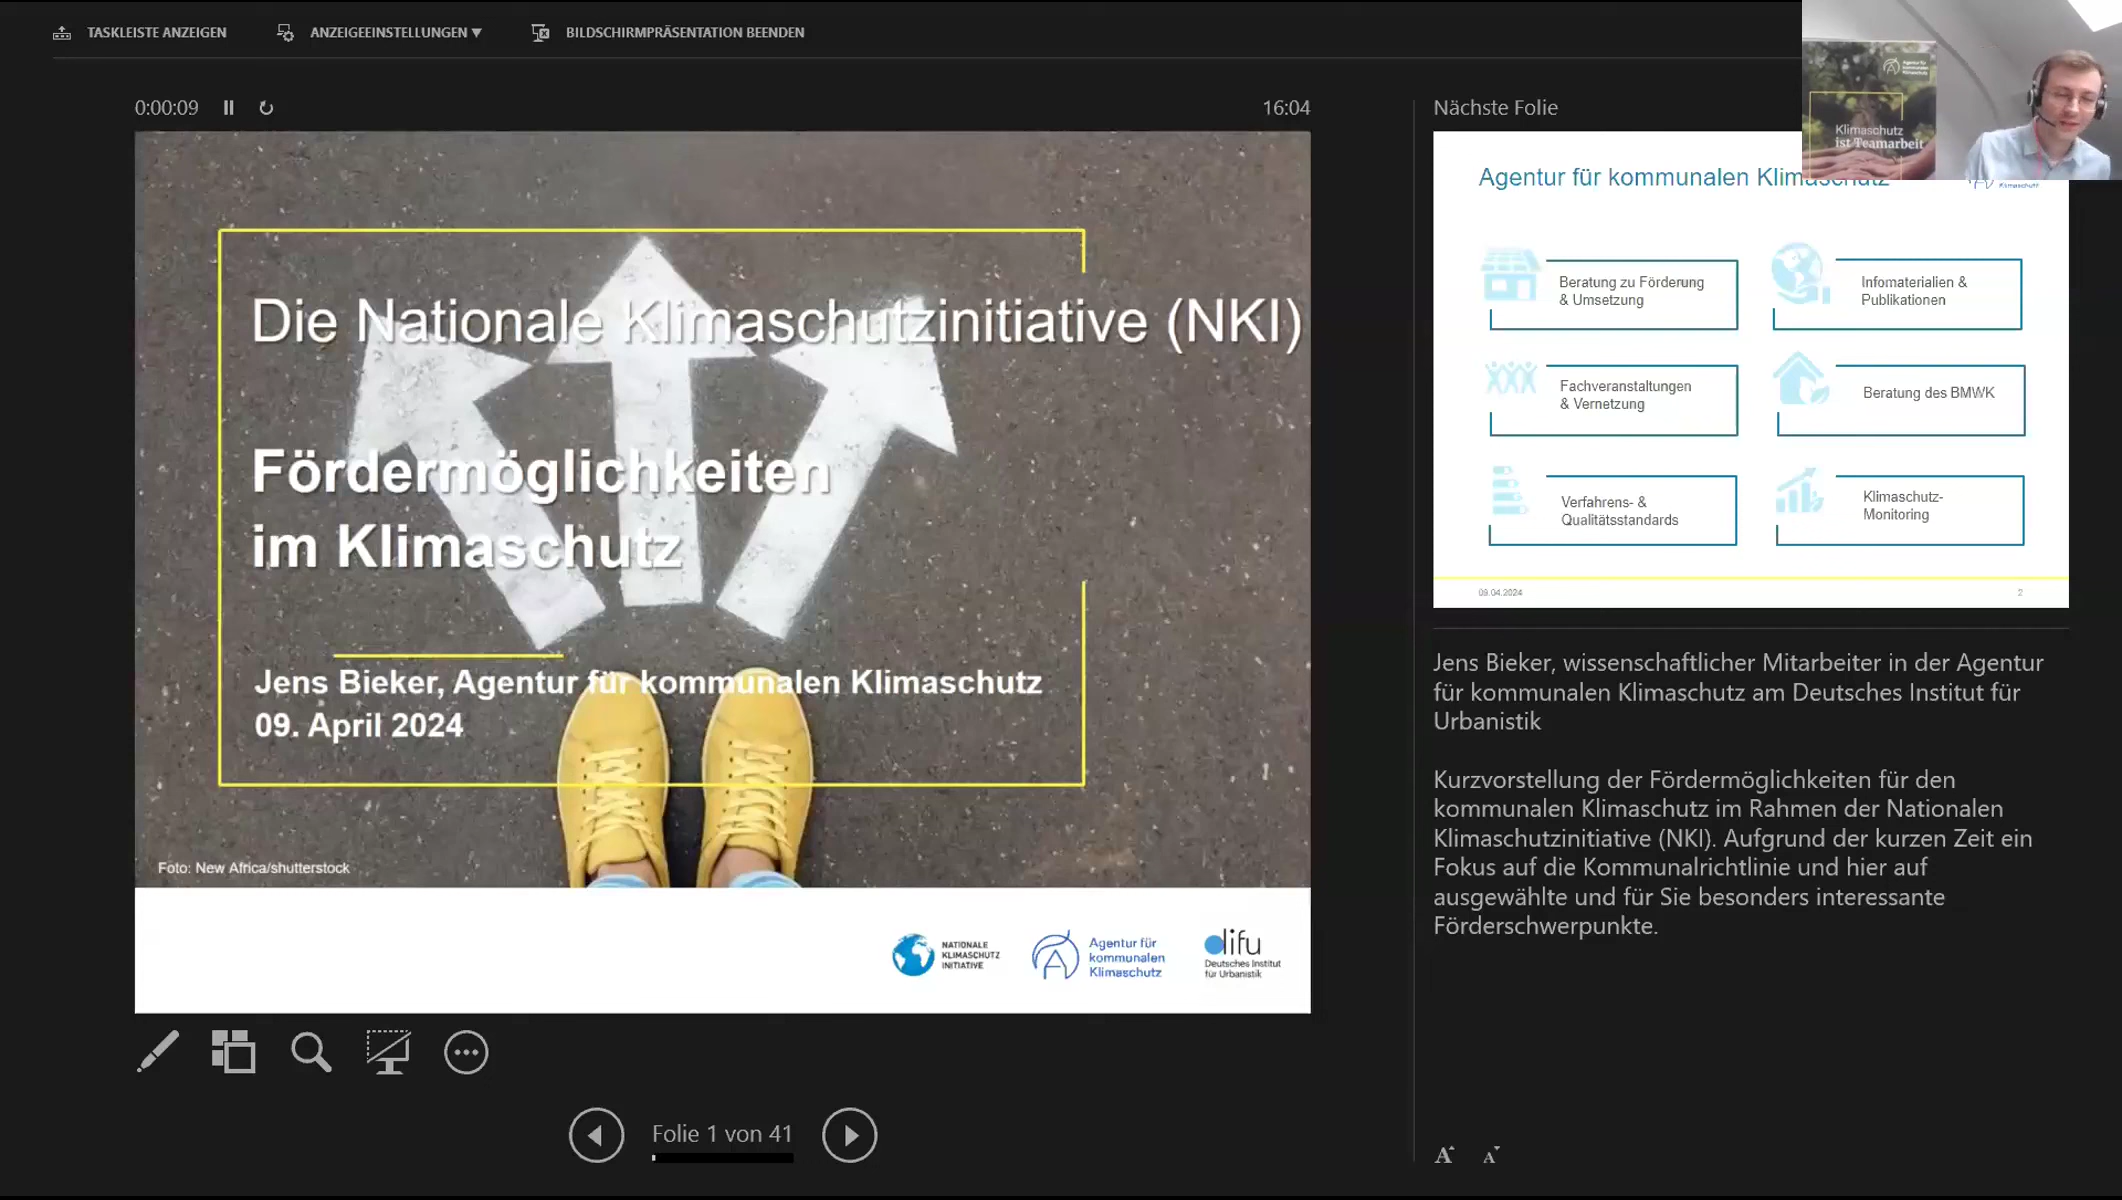 TASKLEISTE ANZEIGEN
ANZEIGEEINSTELLUNGEN ▼
BILDSCHIRMPRÄSENTATION BEENDEN
0:00:09
16:04
Die Nationale Klimaschutzinitiative (NKI)
Fördermöglichkeiten
im Klimaschutz
Jens Bieker, Agentur für kommunalen Klimaschutz
09. April 2024
Foto: New Africa/shutterstock
NATIONALE
KLIMASCHUTZ
INITIATIVE
Agentur für
kommunalen
Klimaschutz
difu
Deutsches Institut
für Urbanistik
Folie 1 von 41
Nächste Folie
Agentur für kommunalen Klimaschutz
Klimaschutz
Beratung zu Förderung
& Umsetzung
Infomaterialien &
Publikationen
Fachveranstaltungen
& Vernetzung
Beratung des BMWK
Verfahrens- &
Qualitätsstandards
Klimaschutz-
Monitoring
09.04.2024
2
Agentur für
kommunalen
Klimaschutz
Klimaschutz
ist Teamarbeit
Jens Bieker, wissenschaftlicher Mitarbeiter in der Agentur
für kommunalen Klimaschutz am Deutsches Institut für
Urbanistik
Kurzvorstellung der Fördermöglichkeiten für den
kommunalen Klimaschutz im Rahmen der Nationalen
Klimaschutzinitiative (NKI). Aufgrund der kurzen Zeit ein
Fokus auf die Kommunalrichtlinie und hier auf
ausgewählte und für Sie besonders interessante
Förderschwerpunkte.
A A